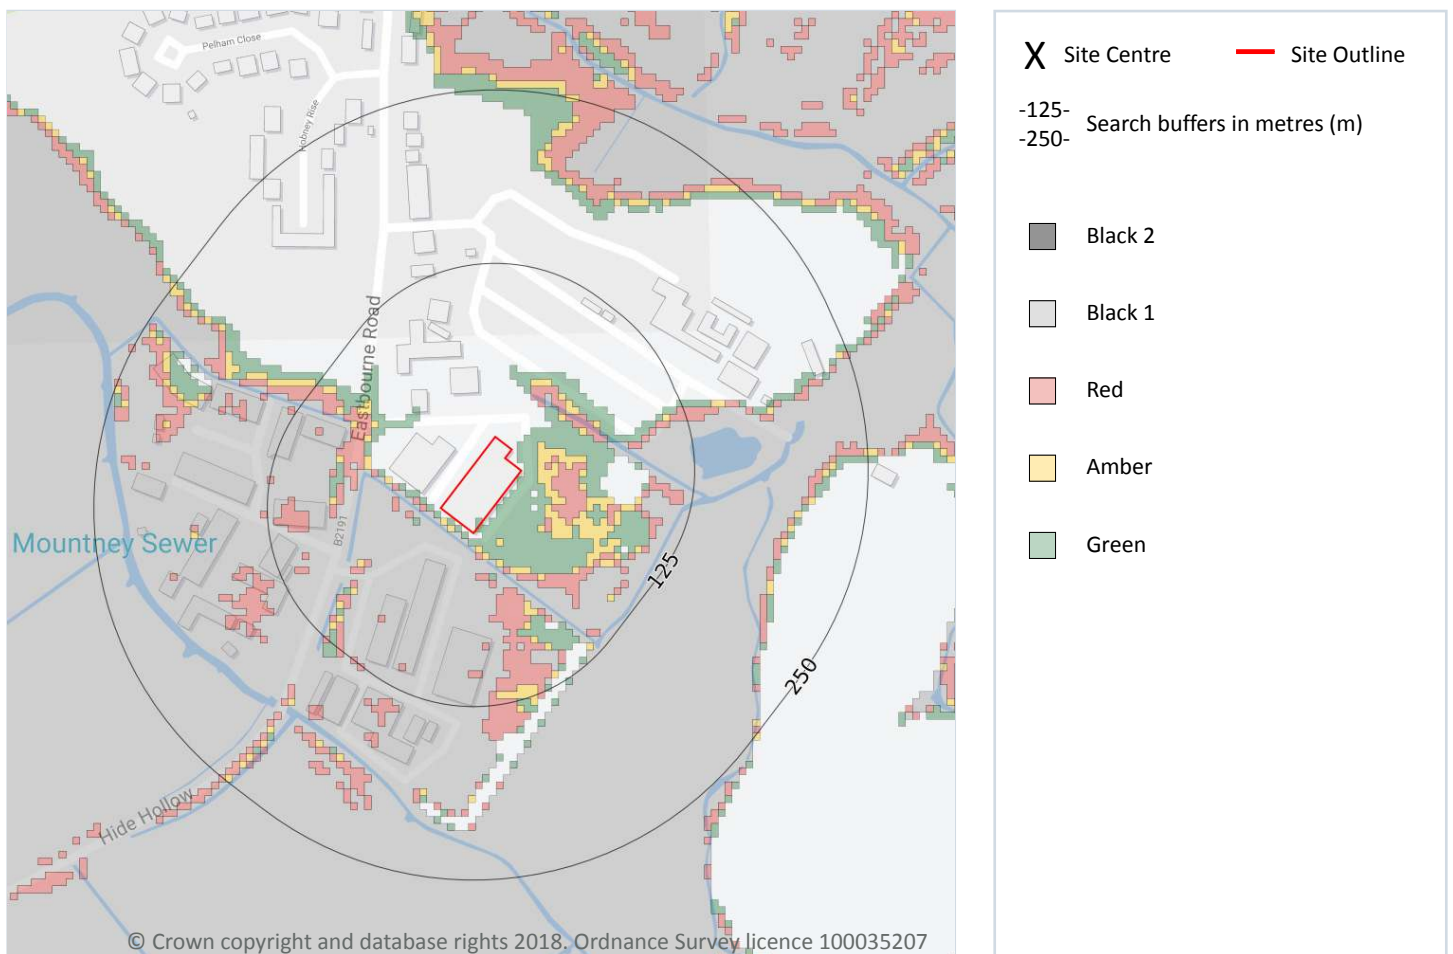 Pelham Close
Hobney Rise
Eastbourne Road
B2191
Mountney Sewer
125
250
Hide Hollow
© Crown copyright and database rights 2018. Ordnance Survey licence 100035207
X Site Centre
Site Outline
-125-
-250-
Search buffers in metres (m)
Black 2
Black 1
Red
Amber
Green